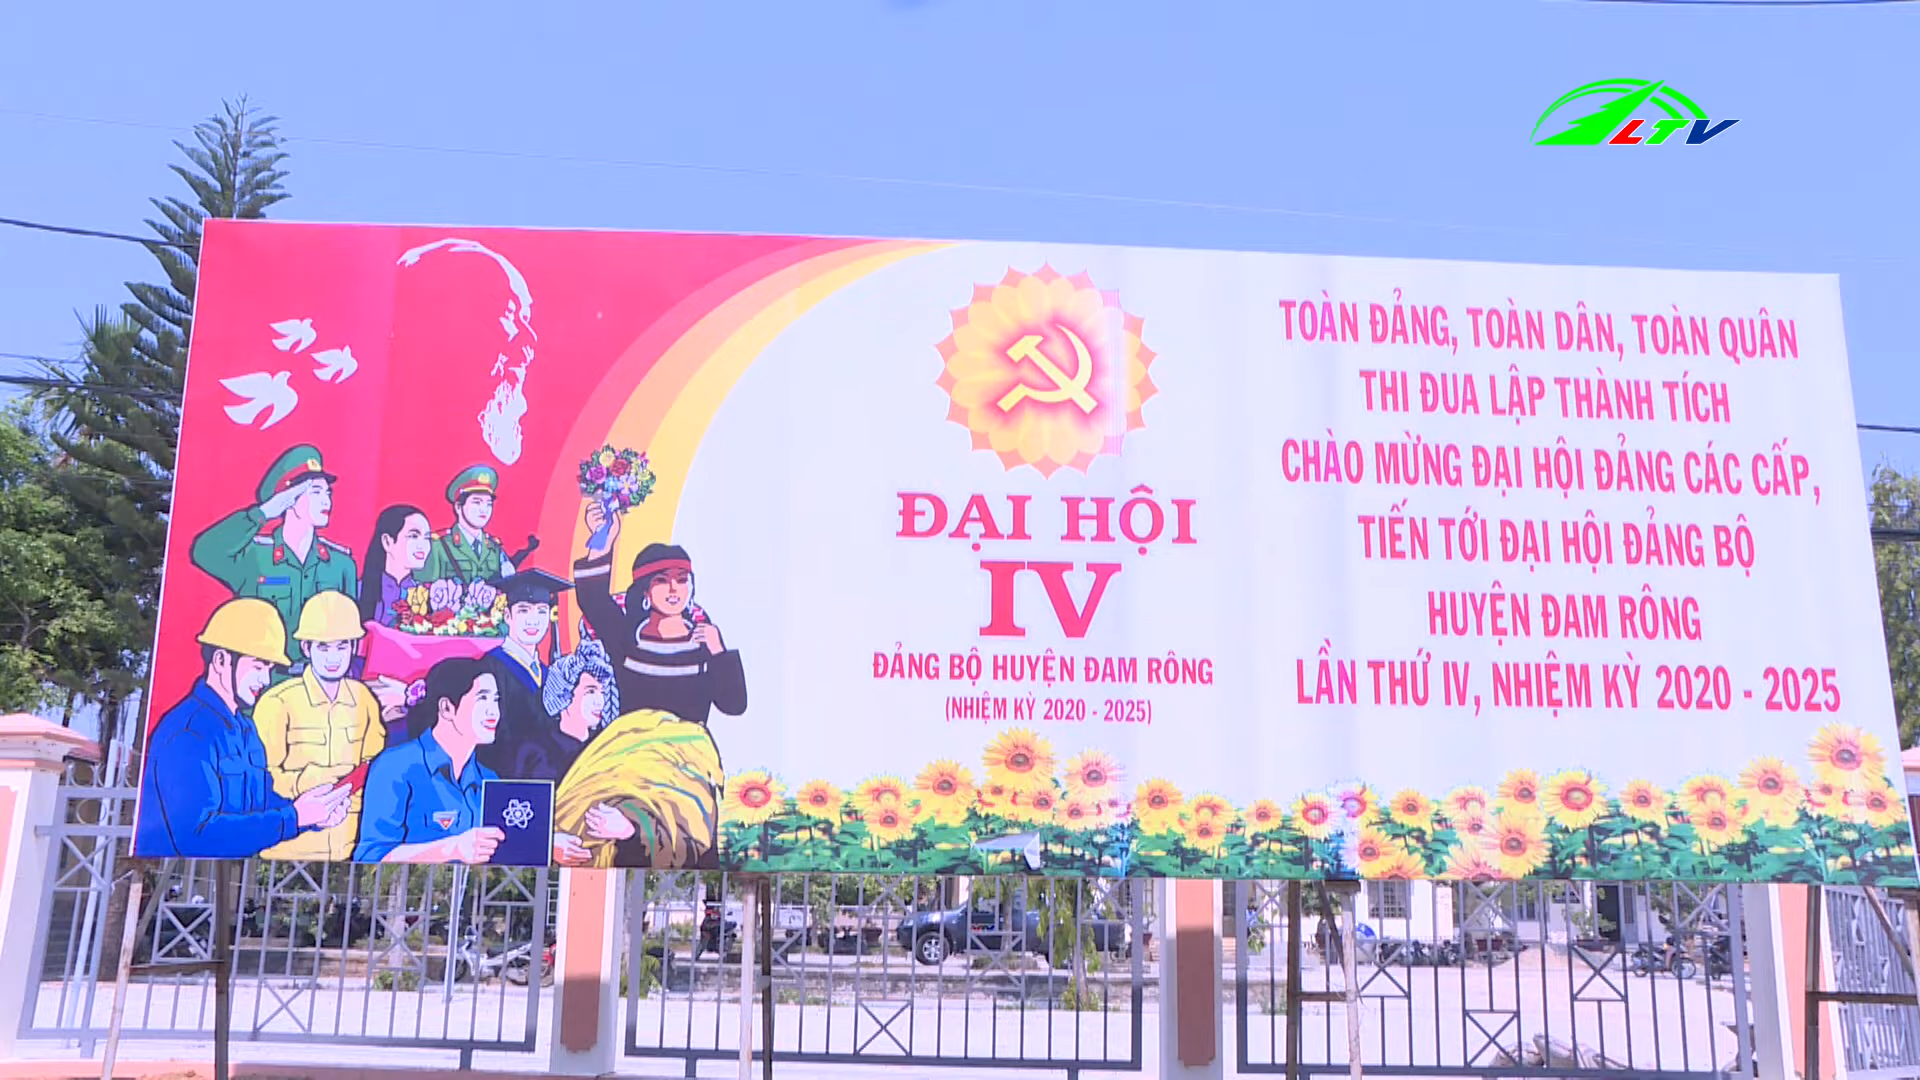 LTV
ĐẠI HỘI
IV
ĐẢNG BỘ HUYỆN ĐAM RÔNG
(NHIỆM KỲ 2020 - 2025)
TOÀN ĐẢNG, TOÀN DÂN, TOÀN QUÂN
THI ĐUA LẬP THÀNH TÍCH
CHÀO MỪNG ĐẠI HỘI ĐẢNG CÁC CẤP,
TIẾN TỚI ĐẠI HỘI ĐẢNG BỘ
HUYỆN ĐAM RÔNG
LẦN THỨ IV, NHIỆM KỲ 2020 - 2025